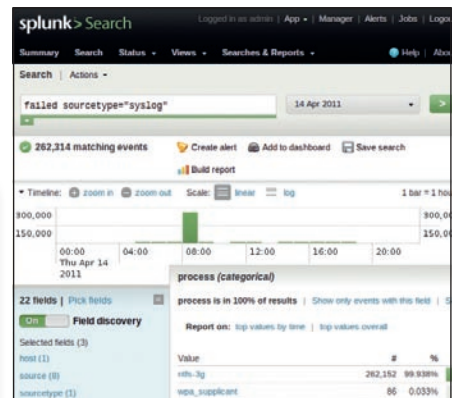 splunk> Search
Logged in as admin | App | Manager | Alerts | Jobs | Logou
Summary Search Status Views Searches & Reports Help | Abou
Search | Actions
failed sourcetype="syslog"
14 Apr 2011
>
262,314 matching events
Create alert Add to dashboard Save search
Build report
Timeline: zoom in zoom out Scale: linear log 1 bar = 1 hou
300,000 300,0
150,000 150,0
00:00 04:00 08:00 12:00 16:00 20:00
Thu Apr 14
2011
process (categorical)
22 fields | Pick fields
process is in 100% of results | Show only events with this field | S
On Field discovery
Report on: top values by time | top values overall
Selected fields (3)
host (1)
Value # %
source (8)
262,152 99.938%
sourcetype (1)
wpa_supplicant 86 0.033%